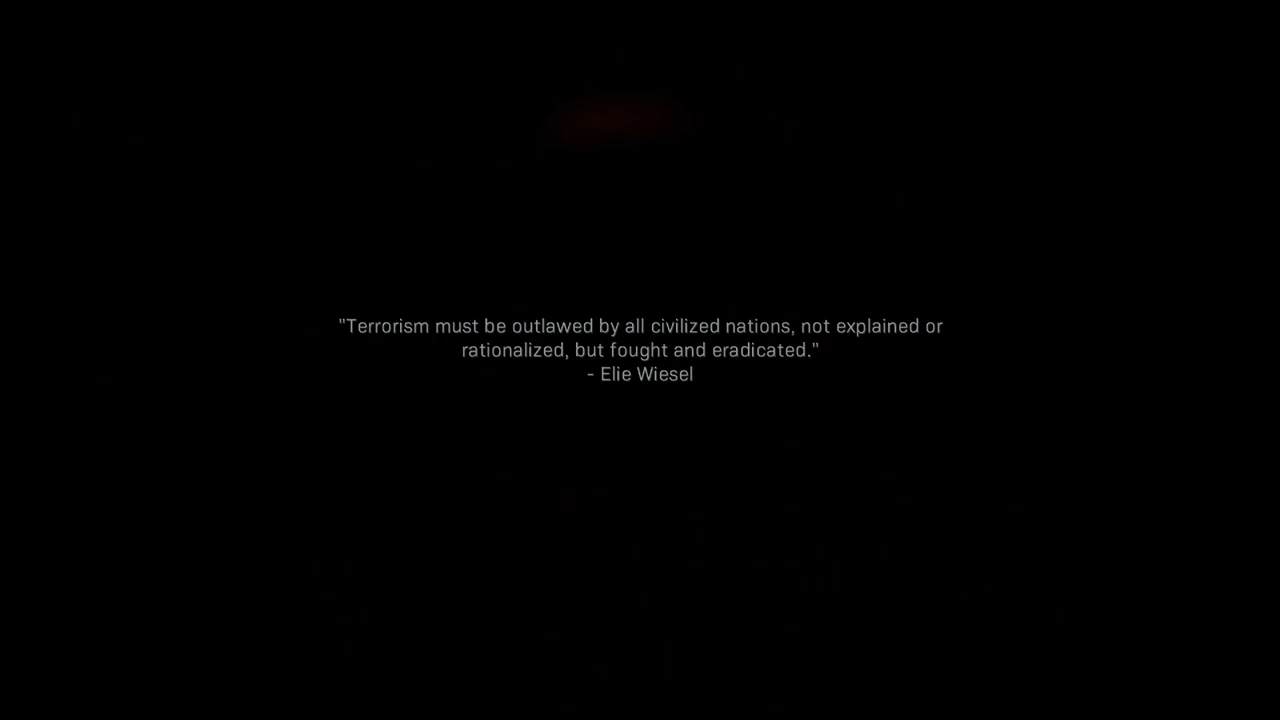 "Terrorism must be outlawed by all civilized nations, not explained or
rationalized, but fought and eradicated."
- Elie Wiesel